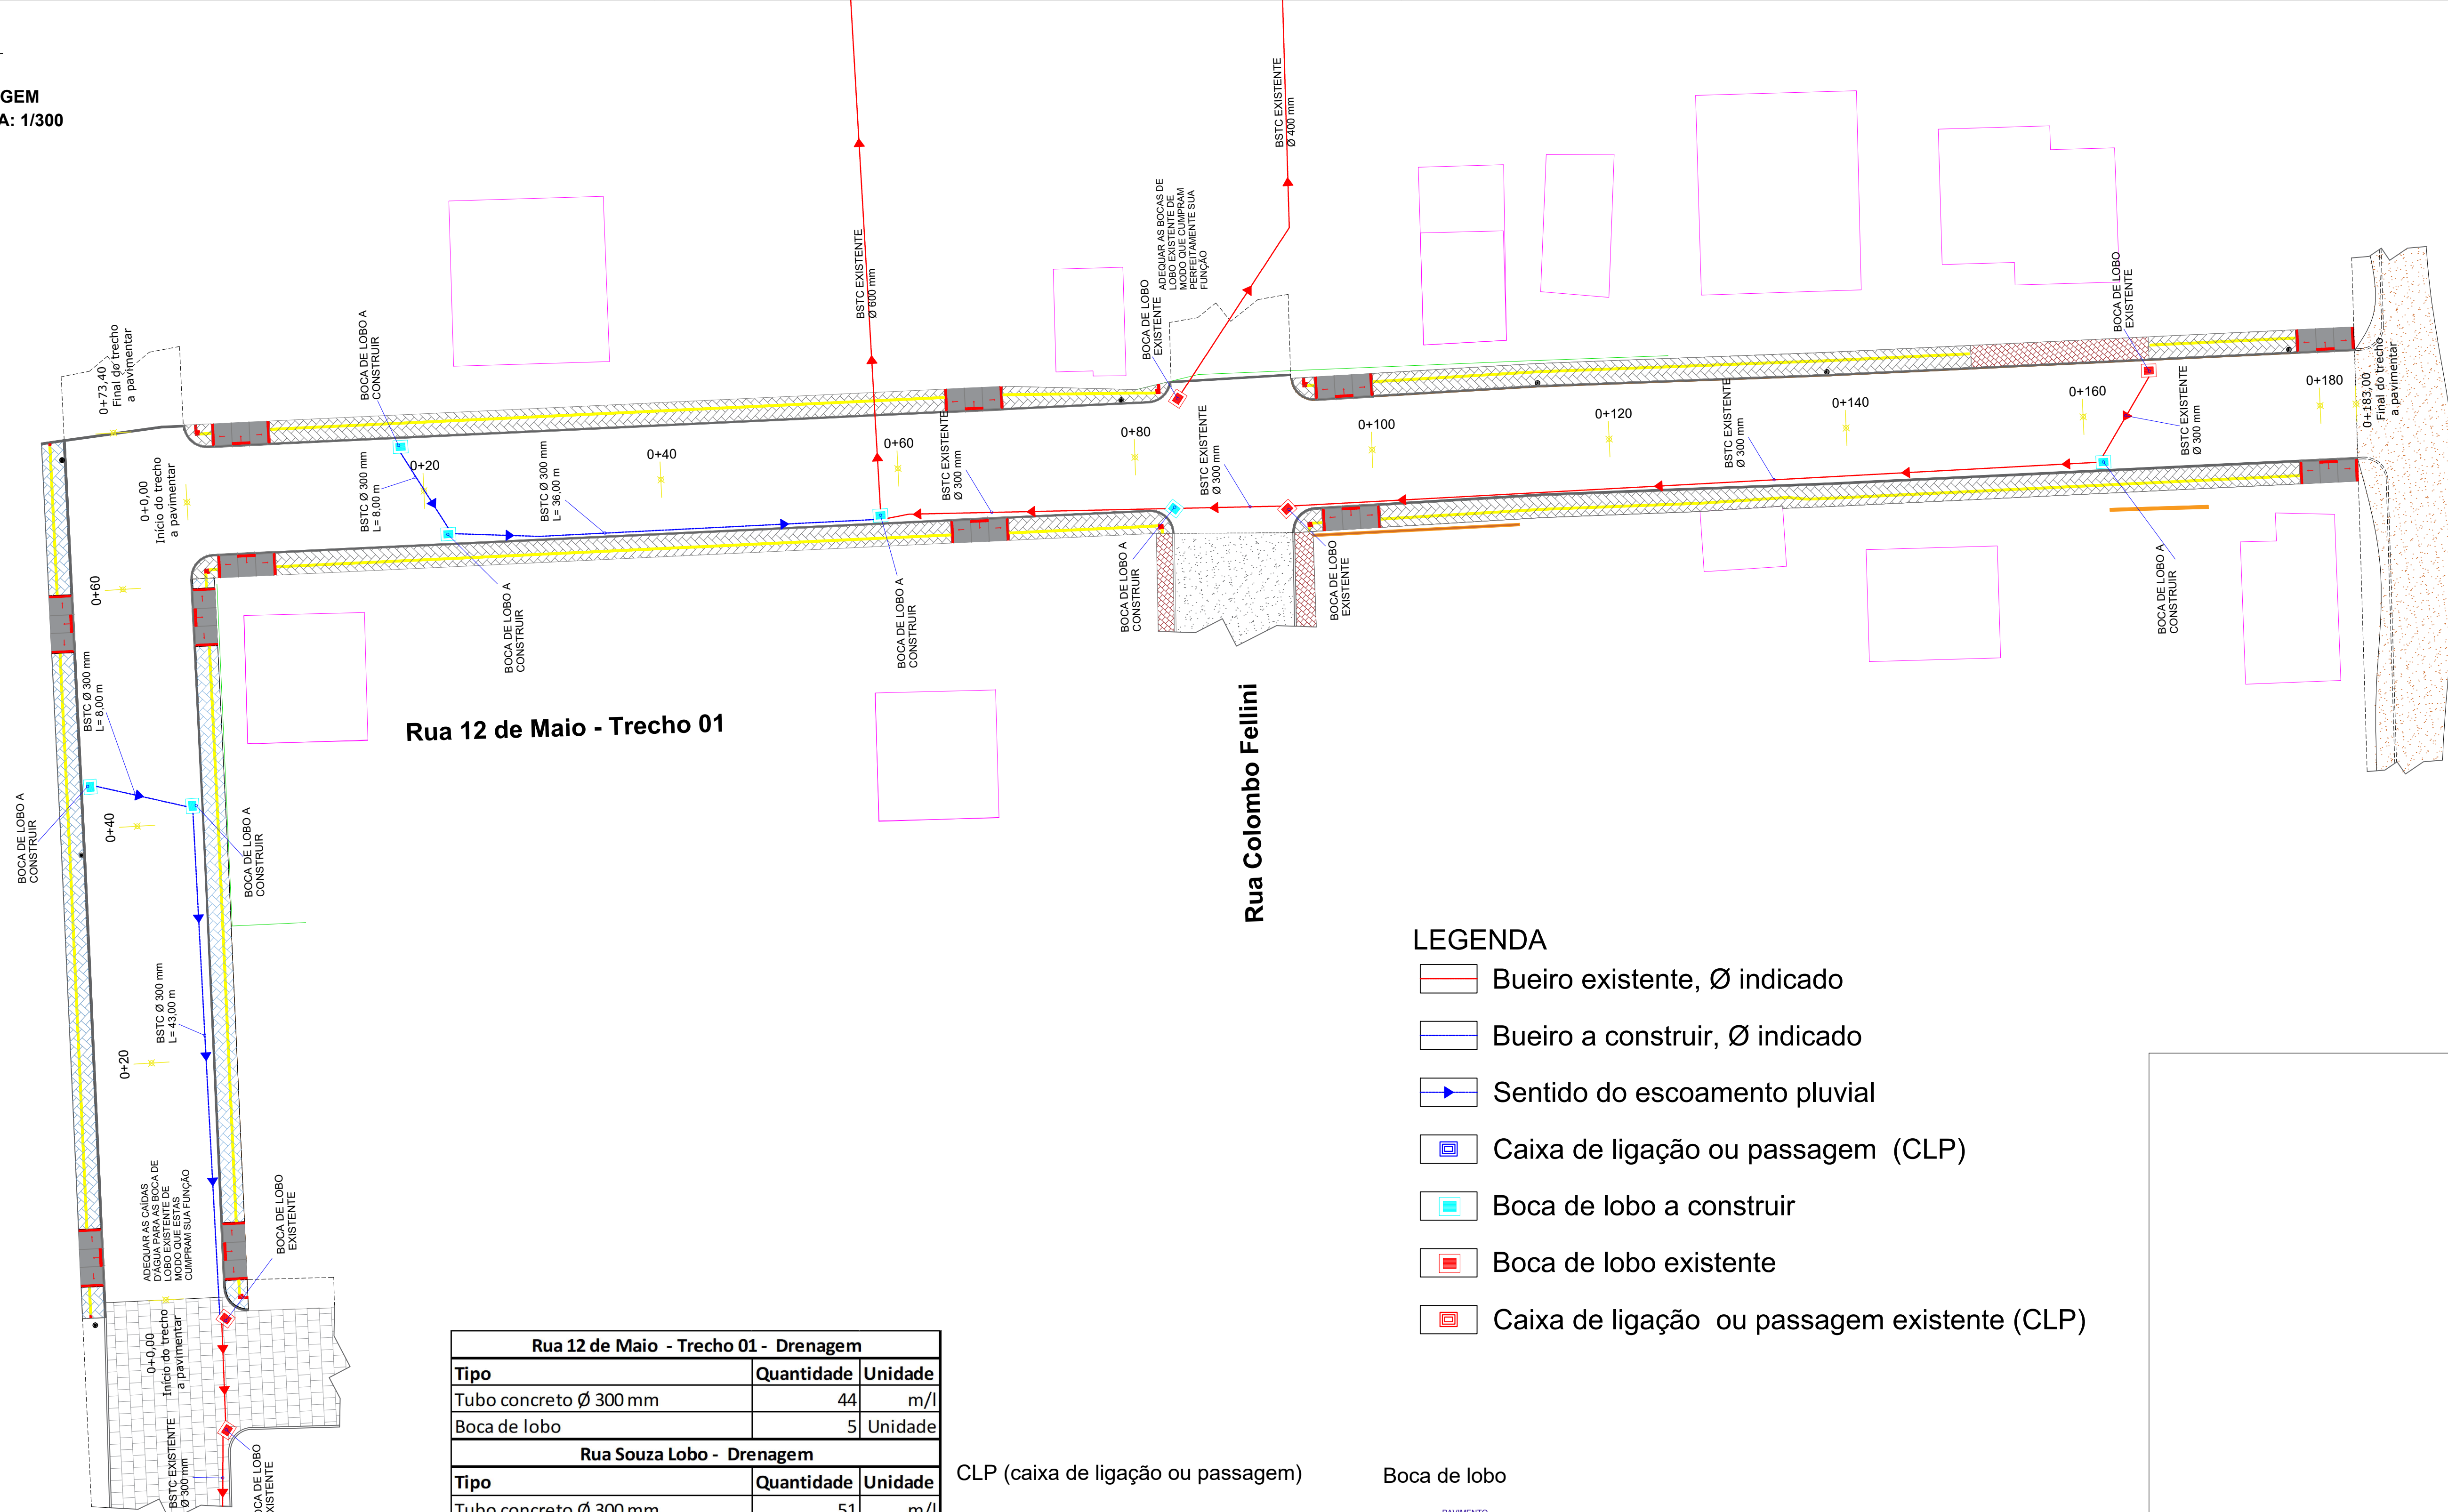 GEM
A: 1/300
BSTC EXISTENTE
Ø 600 mm
BSTC EXISTENTE
Ø 400 mm
ADEQUAR AS BOCAS DE
LOBO EXISTENTE DE
MODO QUE CUMPRAM
PERFEITAMENTE SUA
FUNÇÃO
BOCA DE LOBO
EXISTENTE
BOCA DE LOBO
EXISTENTE
0+73,40
Final do trecho
a pavimentar
BOCA DE LOBO A
CONSTRUIR
0+0,00
Início do trecho
a pavimentar
0+20
0+40
0+60
0+80
0+100
0+120
0+140
0+160
0+180
0+183,00
Final do trecho
a pavimentar
BSTC Ø 300 mm
L= 8,00 m
BSTC Ø 300 mm
L= 36,00 m
BSTC EXISTENTE
Ø 300 mm
BSTC EXISTENTE
Ø 300 mm
BSTC EXISTENTE
Ø 300 mm
BSTC EXISTENTE
Ø 300 mm
BOCA DE LOBO A
CONSTRUIR
BOCA DE LOBO A
CONSTRUIR
BOCA DE LOBO A
CONSTRUIR
BOCA DE LOBO
EXISTENTE
BOCA DE LOBO A
CONSTRUIR
0+60
BSTC Ø 300 mm
L= 8,00 m
Rua 12 de Maio - Trecho 01
Rua Colombo Fellini
BOCA DE LOBO A
CONSTRUIR
0+40
BOCA DE LOBO A
CONSTRUIR
BSTC Ø 300 mm
L= 43,00 m
0+20
ADEQUAR AS CAÍDAS
D'ÁGUA PARA AS BOCA DE
LOBO EXISTENTE DE
MODO QUE ESTAS
CUMPRAM SUA FUNÇÃO
BOCA DE LOBO
EXISTENTE
0+0,00
Início do trecho
a pavimentar
BSTC EXISTENTE
Ø 300 mm
OCA DE LOBO
XISTENTE
LEGENDA
Bueiro existente, Ø indicado
Bueiro a construir, Ø indicado
Sentido do escoamento pluvial
Caixa de ligação ou passagem (CLP)
Boca de lobo a construir
Boca de lobo existente
Caixa de ligação ou passagem existente (CLP)
Rua 12 de Maio - Trecho 01 - Drenagem
Tipo Quantidade Unidade
Tubo concreto Ø 300 mm 44 m/l
Boca de lobo 5 Unidade
Rua Souza Lobo - Drenagem
Tipo Quantidade Unidade
Tubo concreto Ø 300 mm 51 m/l
CLP (caixa de ligação ou passagem)
Boca de lobo
PAVIMENTO